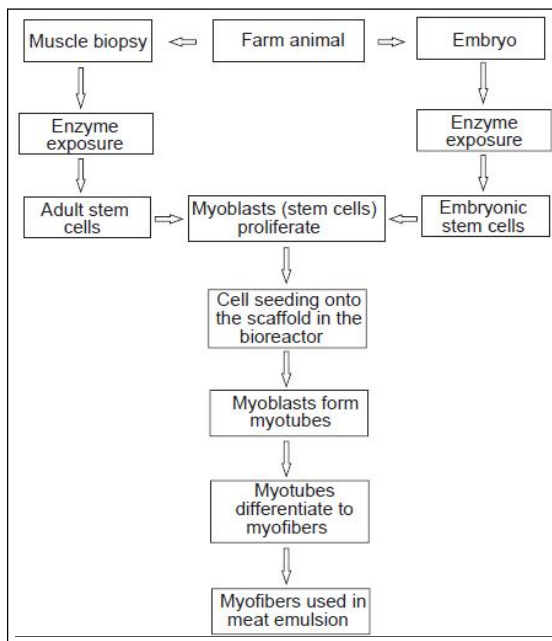 Muscle biopsy
Farm animal
Embryo
Enzyme
exposure
Enzyme
exposure
Adult stem
cells
Myoblasts (stem cells)
proliferate
Embryonic
stem cells
Cell seeding onto
the scaffold in the
bioreactor
Myoblasts form
myotubes
Myotubes
differentiate to
myofibers
Myofibers used in
meat emulsion